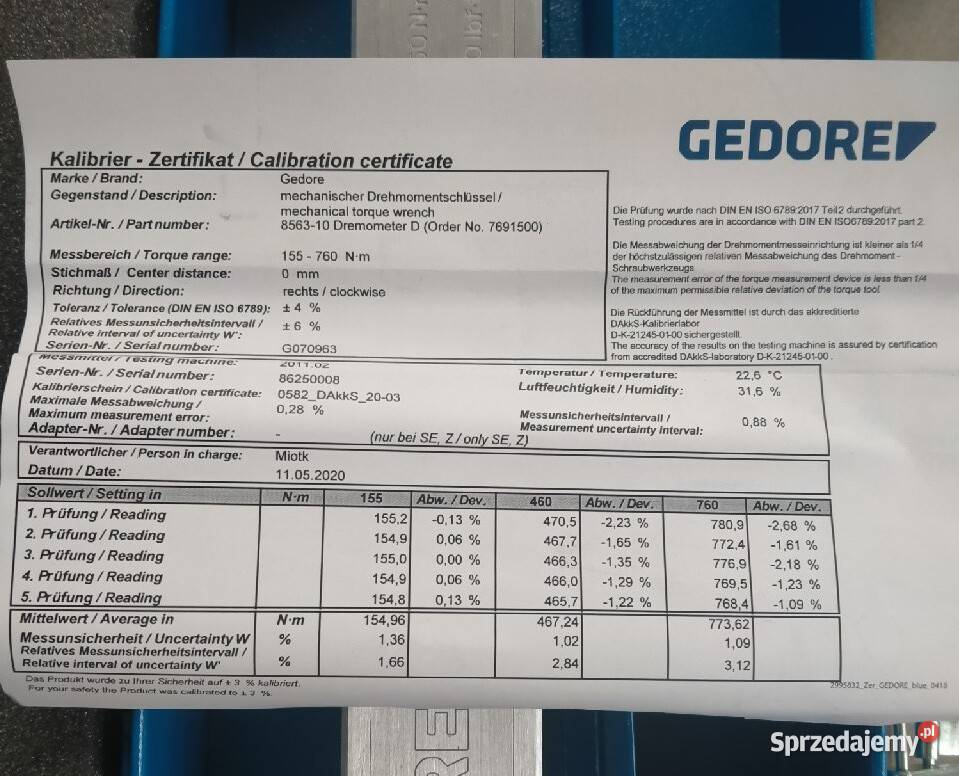 GEDORE
Kalibrier - Zertifikat / Calibration certificate
Marke / Brand: Gedore
Gegenstand / Description: mechanischer Drehmomentschlüssel /
mechanical torque wrench
Artikel-Nr. / Part number: 8563-10 Dremometer D (Order No. 7691500)
Messbereich / Torque range: 155 - 760 N·m
Stichmaß / Center distance: 0 mm
Richtung / Direction: rechts / clockwise
Toleranz / Tolerance (DIN EN ISO 6789): ± 4 %
Relatives Messunsicherheitsintervall /
Relative interval of uncertainty W': ± 6 %
Serien-Nr. / Serial number: G070963
Die Prüfung wurde nach DIN EN ISO 6789:2017 Teil2 durchgeführt.
Testing procedures are in accordance with DIN EN ISO6789:2017 part 2.
Die Messabweichung der Drehmomentmesseinrichtung ist kleiner als 1/4
der höchstzulässigen relativen Messabweichung des Drehmoment -
Schraubwerkzeugs
The measurement error of the torque measurement device is less than 1/4
of the maximum permissible relative deviation of the torque tool.
Die Rückführung der Messmittel ist durch das akkreditierte
DAkkS-Kalibrierlabor
D-K-21245-01-00 sichergestellt.
The accuracy of the results on the testing machine is assured by certification
from accredited DAkkS-laboratory D-K-21245-01-00 .
Messmittel / Testing machine: 2011.02
Serien-Nr. / Serial number: 86250008
Kalibrierschein / Calibration certificate: 0582_DAkkS_20-03
Maximale Messabweichung /
Maximum measurement error: 0,28 %
Adapter-Nr. / Adapter number: - (nur bei SE, Z / only SE, Z)
Temperatur / Temperature: 22,6 °C
Luftfeuchtigkeit / Humidity: 31,6 %
Messunsicherheitsintervall /
Measurement uncertainty interval: 0,88 %
Verantwortlicher / Person in charge: Miotk
Datum / Date: 11.05.2020
Sollwert / Setting in N·m 155 Abw. / Dev. 460 Abw. / Dev. 760 Abw. / Dev.
1. Prüfung / Reading 155,2 -0,13 % 470,5 -2,23 % 780,9 -2,68 %
2. Prüfung / Reading 154,9 0,06 % 467,7 -1,65 % 772,4 -1,61 %
3. Prüfung / Reading 155,0 0,00 % 466,3 -1,35 % 776,9 -2,18 %
4. Prüfung / Reading 154,9 0,06 % 466,0 -1,29 % 769,5 -1,23 %
5. Prüfung / Reading 154,8 0,13 % 465,7 -1,22 % 768,4 -1,09 %
Mittelwert / Average in N·m 154,96 467,24 773,62
Messunsicherheit / Uncertainty W % 1,36 1,02 1,09
Relatives Messunsicherheitsintervall /
Relative interval of uncertainty W' % 1,66 2,84 3,12
Das Produkt wurde zu Ihrer Sicherheit auf ± 3 % kalibriert.
For your safety the Product was calibrated to ± 3 %.
2995832_Zer_GEDORE_blue_0418
Sprzedajemy.pl